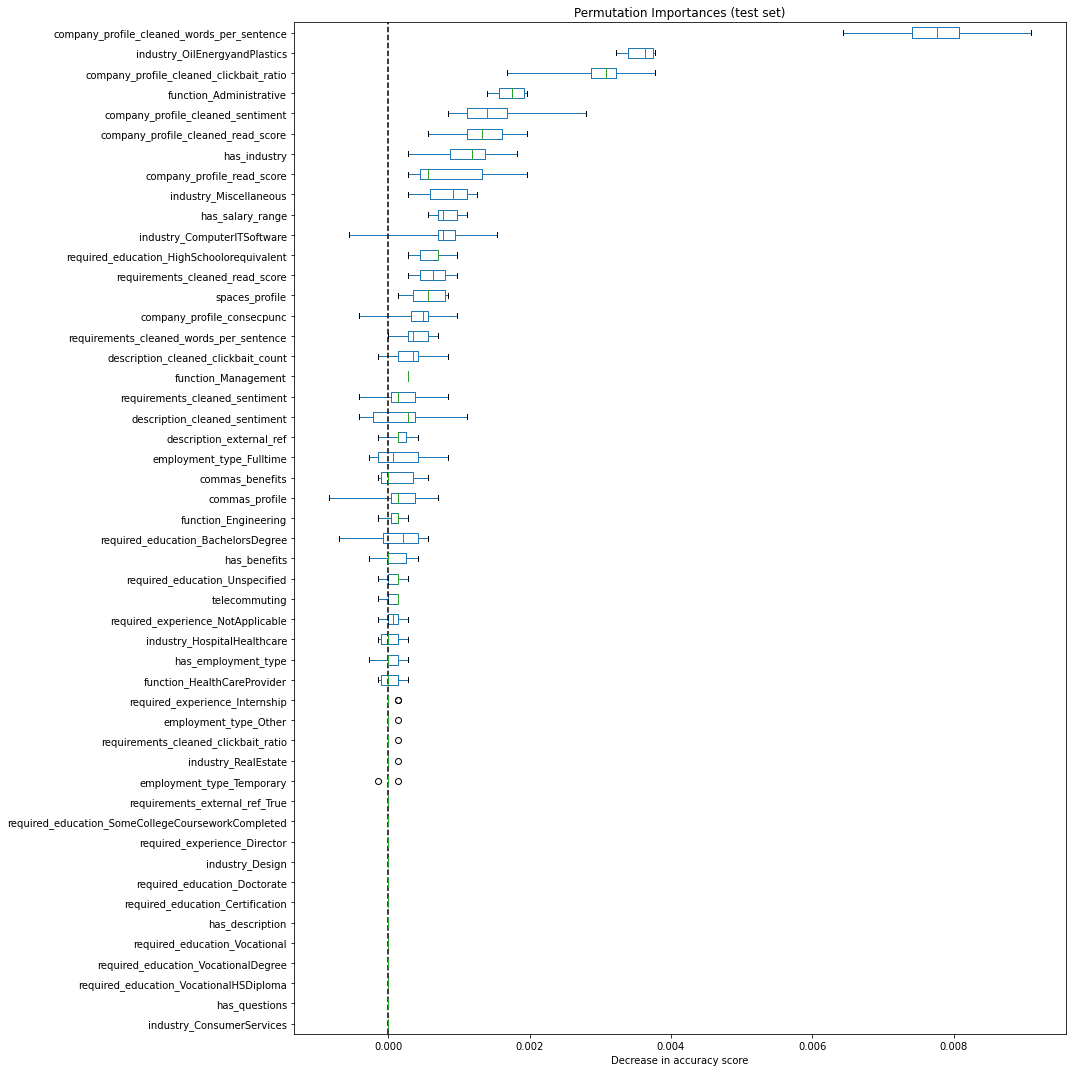 Permutation Importances (test set)
company_profile_cleaned_words_per_sentence
industry_OilEnergyandPlastics
company_profile_cleaned_clickbait_ratio
function_Administrative
company_profile_cleaned_sentiment
company_profile_cleaned_read_score
has_industry
company_profile_read_score
industry_Miscellaneous
has_salary_range
industry_ComputerITSoftware
required_education_HighSchoolorequivalent
requirements_cleaned_read_score
spaces_profile
company_profile_consecpunc
requirements_cleaned_words_per_sentence
description_cleaned_clickbait_count
function_Management
requirements_cleaned_sentiment
description_cleaned_sentiment
description_external_ref
employment_type_Fulltime
commas_benefits
commas_profile
function_Engineering
required_education_BachelorsDegree
has_benefits
required_education_Unspecified
telecommuting
required_experience_NotApplicable
industry_HospitalHealthcare
has_employment_type
function_HealthCareProvider
required_experience_Internship
employment_type_Other
requirements_cleaned_clickbait_ratio
industry_RealEstate
employment_type_Temporary
requirements_external_ref_True
required_education_SomeCollegeCourseworkCompleted
required_experience_Director
industry_Design
required_education_Doctorate
required_education_Certification
has_description
required_education_Vocational
required_education_VocationalDegree
required_education_VocationalHSDiploma
has_questions
industry_ConsumerServices
0.000 0.002 0.004 0.006 0.008
Decrease in accuracy score